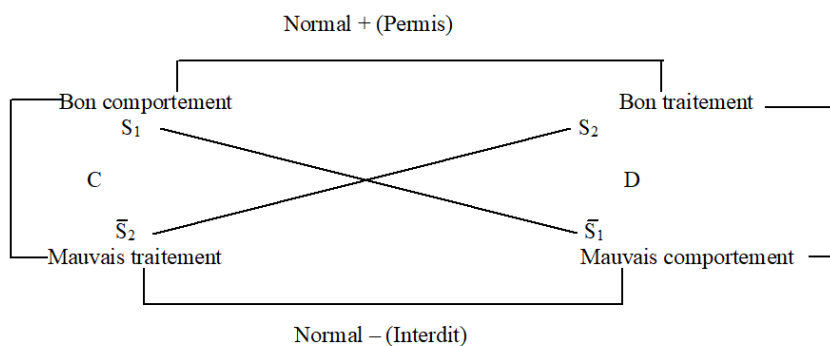 Normal + (Permis)
Bon comportement Bon traitement
S₁ S₂
C D
S̄₂ S̄₁
Mauvais traitement Mauvais comportement
Normal – (Interdit)